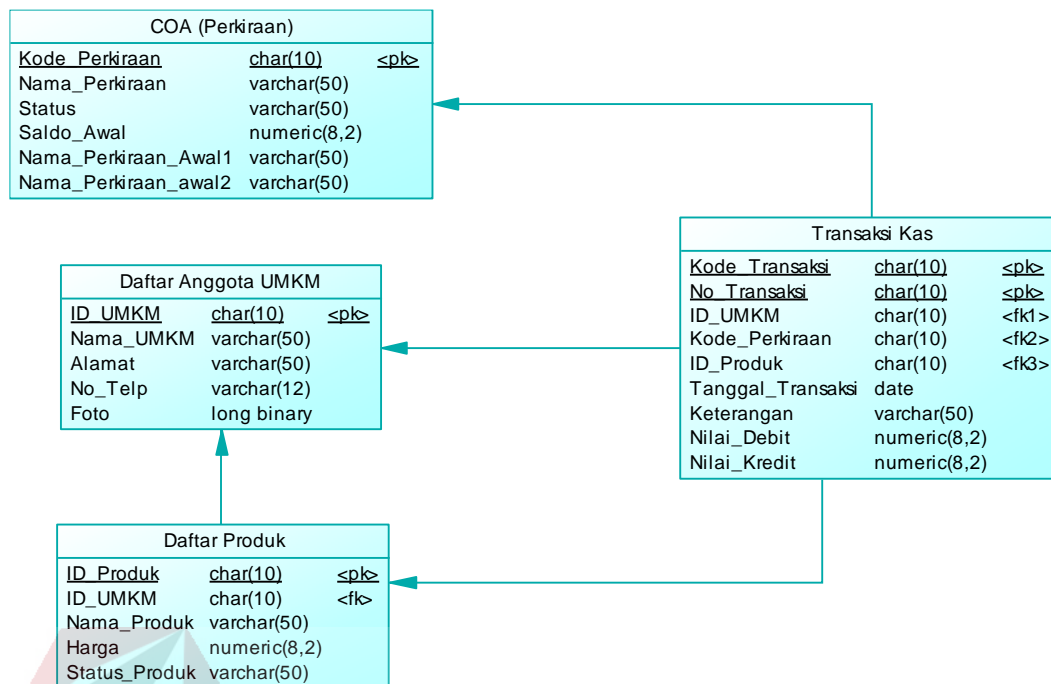 COA (Perkiraan)
Kode_Perkiraan char(10) <pk>
Nama_Perkiraan varchar(50)
Status varchar(50)
Saldo_Awal numeric(8,2)
Nama_Perkiraan_Awal1 varchar(50)
Nama_Perkiraan_awal2 varchar(50)
Transaksi Kas
Kode_Transaksi char(10) <pk>
No_Transaksi char(10) <pk>
ID_UMKM char(10) <fk1>
Kode_Perkiraan char(10) <fk2>
ID_Produk char(10) <fk3>
Tanggal_Transaksi date
Keterangan varchar(50)
Nilai_Debit numeric(8,2)
Nilai_Kredit numeric(8,2)
Daftar Anggota UMKM
ID_UMKM char(10) <pk>
Nama_UMKM varchar(50)
Alamat varchar(50)
No_Telp varchar(12)
Foto long binary
Daftar Produk
ID_Produk char(10) <pk>
ID_UMKM char(10) <fk>
Nama_Produk varchar(50)
Harga numeric(8,2)
Status_Produk varchar(50)